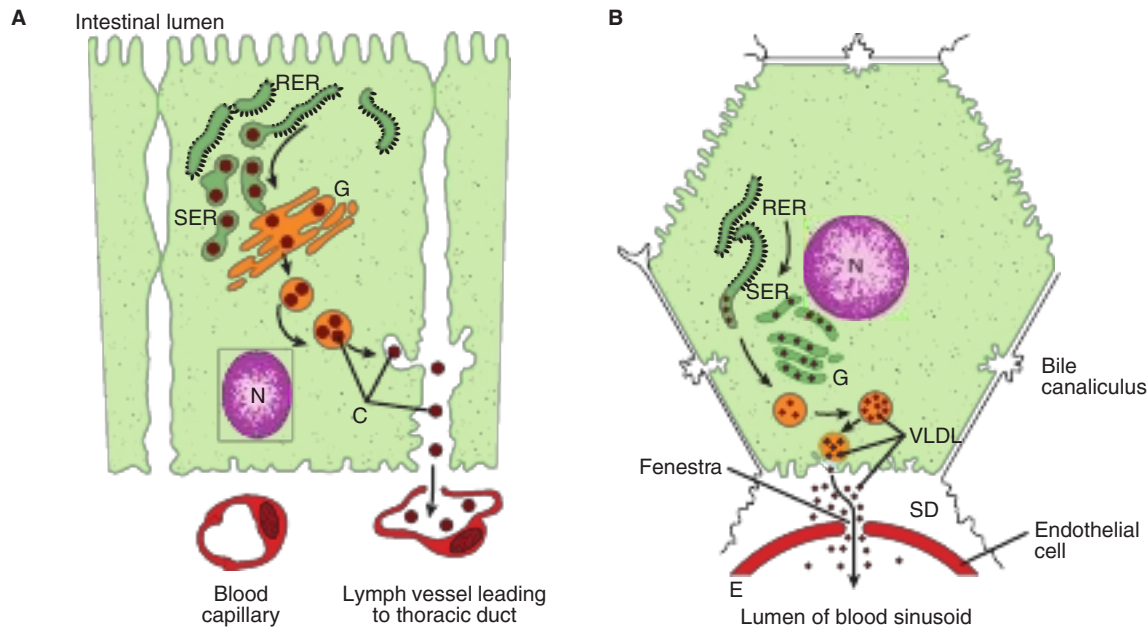 A
Intestinal lumen
RER
G
SER
N
C
Blood
capillary
Lymph vessel leading
to thoracic duct
B
RER
N
SER
G
Bile
canaliculus
VLDL
Fenestra
SD
Endothelial
cell
E
Lumen of blood sinusoid